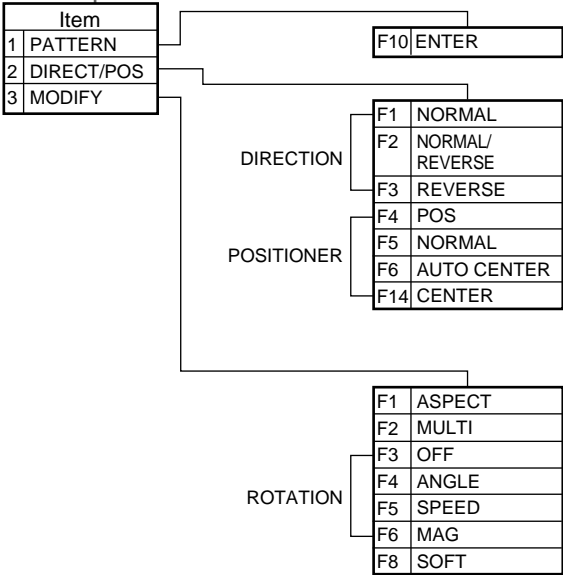 Item
1 PATTERN
2 DIRECT/POS
3 MODIFY
F10 ENTER
DIRECTION
F1 NORMAL
F2 NORMAL/
REVERSE
F3 REVERSE
POSITIONER
F4 POS
F5 NORMAL
F6 AUTO CENTER
F14 CENTER
F1 ASPECT
F2 MULTI
ROTATION
F3 OFF
F4 ANGLE
F5 SPEED
F6 MAG
F8 SOFT